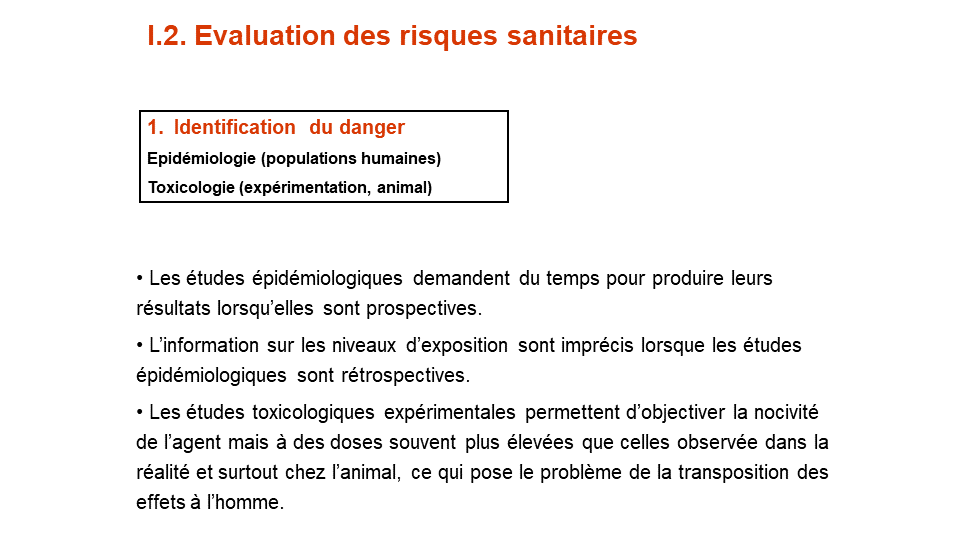 I.2. Evaluation des risques sanitaires
1. Identification du danger
Epidémiologie (populations humaines)
Toxicologie (expérimentation, animal)
• Les études épidémiologiques demandent du temps pour produire leurs
résultats lorsqu’elles sont prospectives.
• L’information sur les niveaux d’exposition sont imprécis lorsque les études
épidémiologiques sont rétrospectives.
• Les études toxicologiques expérimentales permettent d’objectiver la nocivité
de l’agent mais à des doses souvent plus élevées que celles observée dans la
réalité et surtout chez l’animal, ce qui pose le problème de la transposition des
effets à l’homme.